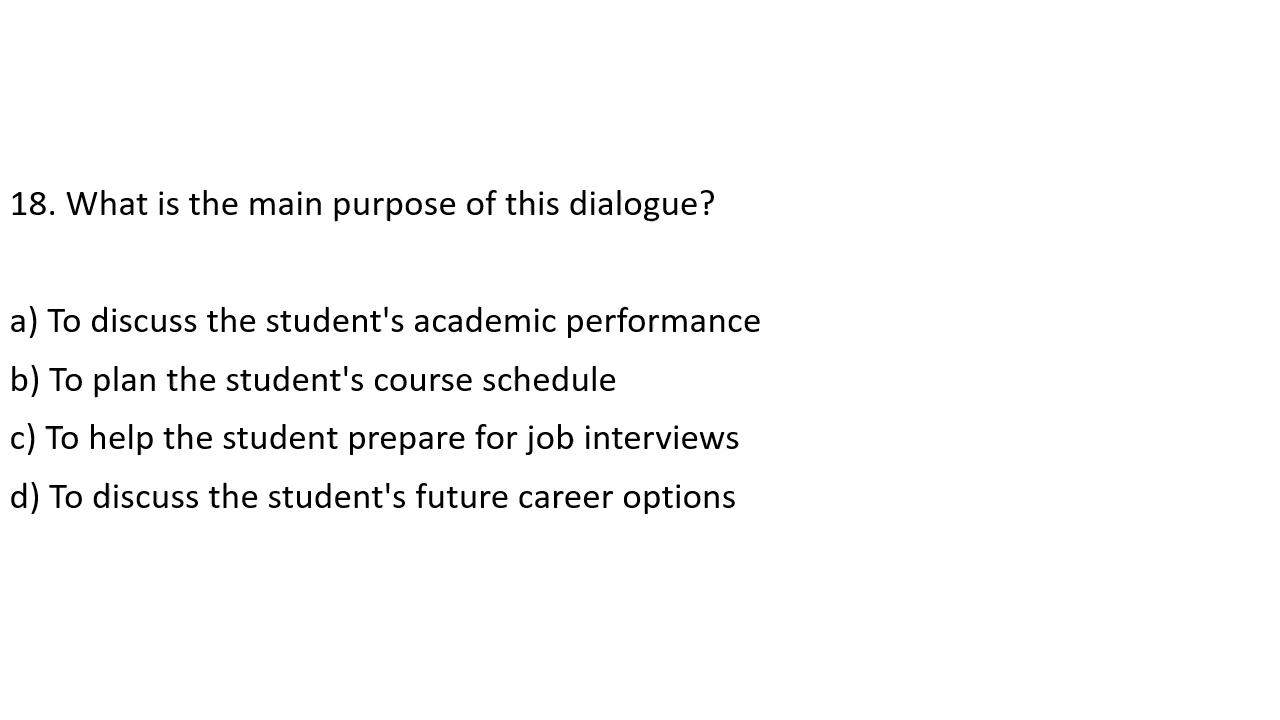 18. What is the main purpose of this dialogue?
a) To discuss the student's academic performance
b) To plan the student's course schedule
c) To help the student prepare for job interviews
d) To discuss the student's future career options